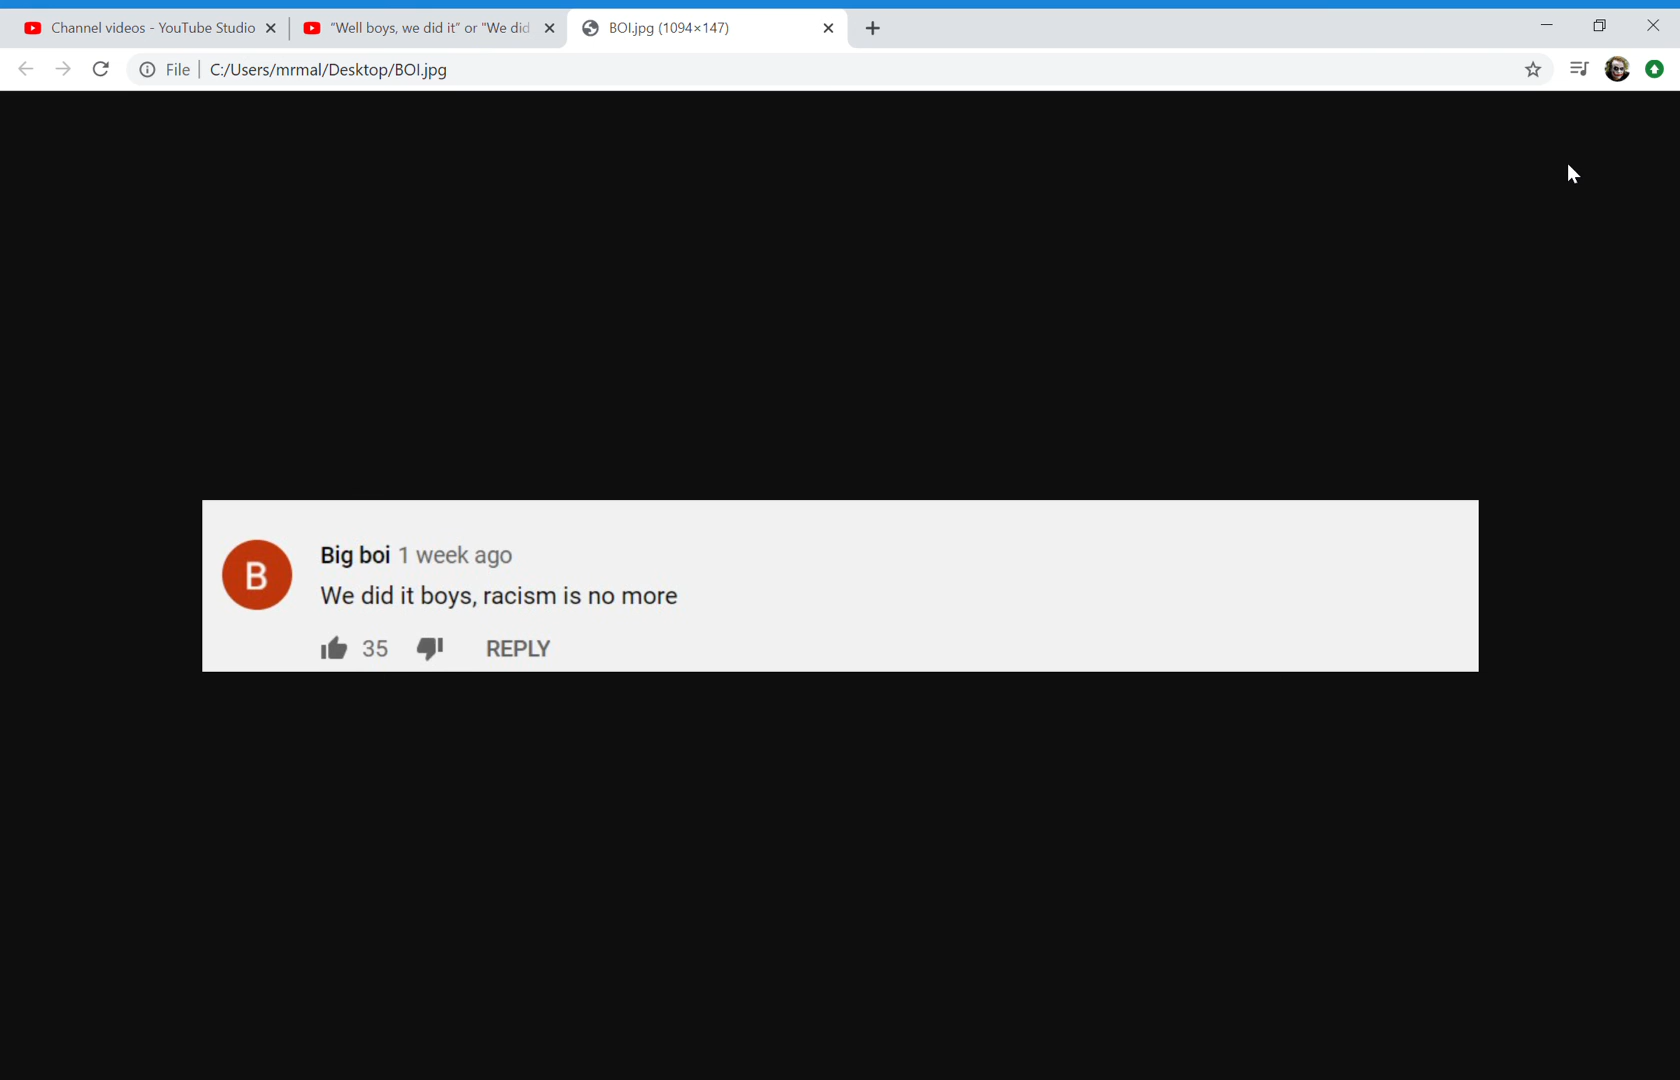 Channel videos - YouTube Studio
"Well boys, we did it" or "We did
BOI.jpg (1094×147)
File
C:/Users/mrmal/Desktop/BOI.jpg
B
Big boi 1 week ago
We did it boys, racism is no more
35
REPLY